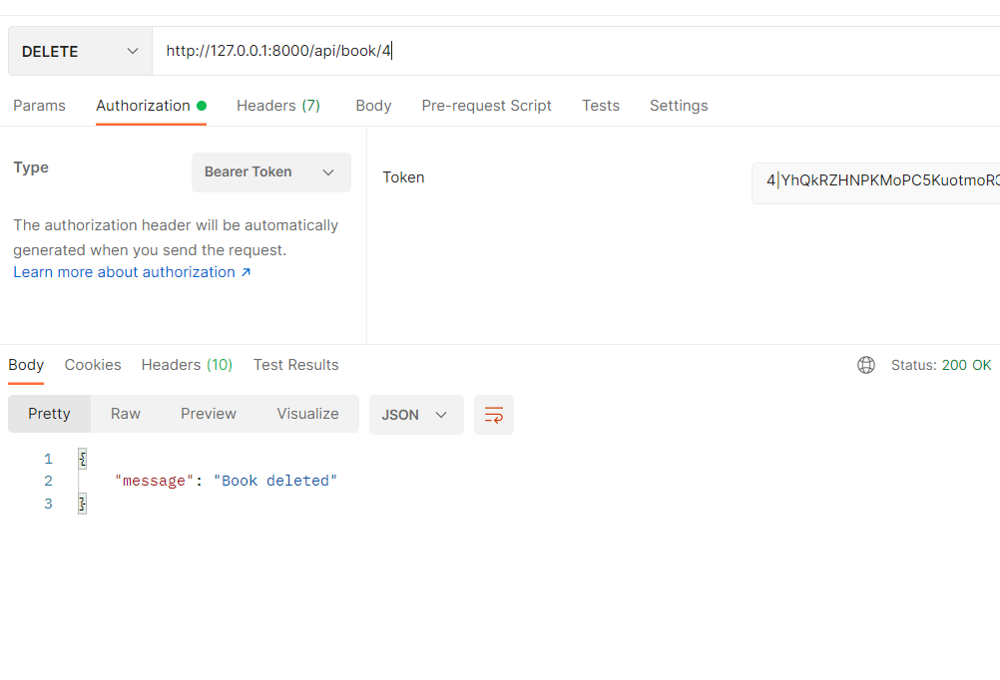 DELETE http://127.0.0.1:8000/api/book/4
Params Authorization Headers (7) Body Pre-request Script Tests Settings
Type Bearer Token Token 4|YhQkRZHNPKMoPC5KuotmoR3
The authorization header will be automatically
generated when you send the request.
Learn more about authorization ↗
Body Cookies Headers (10) Test Results Status: 200 OK
Pretty Raw Preview Visualize JSON
1 {
2 "message": "Book deleted"
3 }